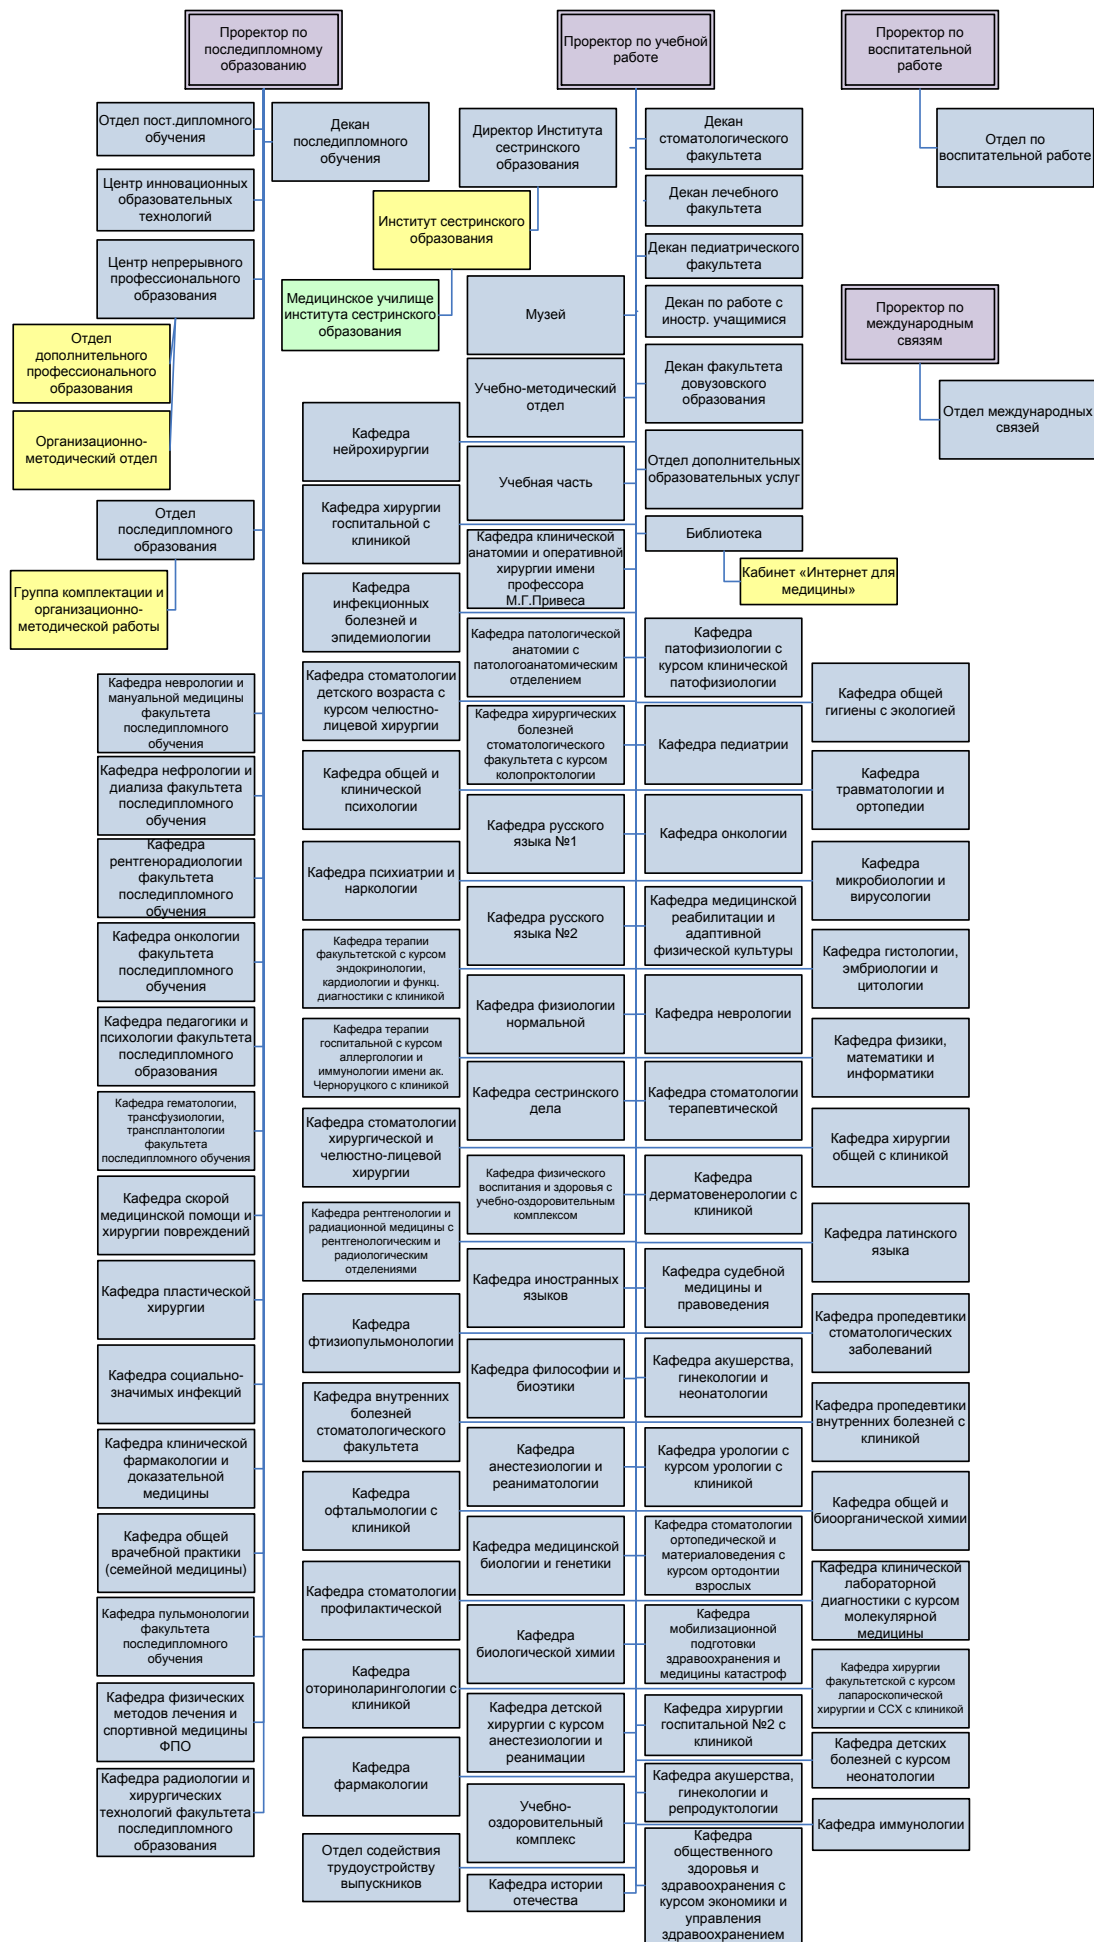 Проректор по
последипломному
образованию
Отдел пост.дипломного
обучения
Декан
последипломного
обучения
Центр инновационных
образовательных
технологий
Центр непрерывного
профессионального
образования
Отдел
дополнительного
профессионального
образования
Организационно-
методический отдел
Отдел
последипломного
образования
Группа комплектации и
организационно-
методической работы
Кафедра неврологии и
мануальной медицины
факультета
последипломного
обучения
Кафедра нефрологии и
диализа факультета
последипломного
обучения
Кафедра
рентгенорадиологии
факультета
последипломного
обучения
Кафедра онкологии
факультета
последипломного
обучения
Кафедра педагогики и
психологии факультета
последипломного
образования
Кафедра гематологии,
трансфузиологии,
трансплантологии
факультета
последипломного обучения
Кафедра скорой
медицинской помощи и
хирургии повреждений
Кафедра пластической
хирургии
Кафедра социально-
значимых инфекций
Кафедра клинической
фармакологии и
доказательной
медицины
Кафедра общей
врачебной практики
(семейной медицины)
Кафедра пульмонологии
факультета
последипломного
обучения
Кафедра физических
методов лечения и
спортивной медицины
ФПО
Кафедра радиологии и
хирургических
технологий факультета
последипломного
образования
Проректор по учебной
работе
Директор Института
сестринского
образования
Институт сестринского
образования
Медицинское училище
института сестринского
образования
Декан
стоматологического
факультета
Декан лечебного
факультета
Декан педиатрического
факультета
Музей
Декан по работе с
иностр. учащимися
Учебно-методический
отдел
Декан факультета
довузовского
образования
Кафедра
нейрохирургии
Учебная часть
Отдел дополнительных
образовательных услуг
Кафедра хирургии
госпитальной с
клиникой
Библиотека
Кабинет «Интернет для
медицины»
Кафедра клинической
анатомии и оперативной
хирургии имени
профессора
М.Г.Привеса
Кафедра
инфекционных
болезней и
эпидемиологии
Кафедра патологической
анатомии с
патологоанатомическим
отделением
Кафедра
патофизиологии с
курсом клинической
патофизиологии
Кафедра стоматологии
детского возраста с
курсом челюстно-
лицевой хирургии
Кафедра общей
гигиены с экологией
Кафедра хирургических
болезней
стоматологического
факультета с курсом
колопроктологии
Кафедра педиатрии
Кафедра общей и
клинической
психологии
Кафедра
травматологии и
ортопедии
Кафедра русского
языка №1
Кафедра онкологии
Кафедра психиатрии и
наркологии
Кафедра
микробиологии и
вирусологии
Кафедра русского
языка №2
Кафедра медицинской
реабилитации и
адаптивной
физической культуры
Кафедра терапии
факультетской с курсом
эндокринологии,
кардиологии и функц.
диагностики с клиникой
Кафедра гистологии,
эмбриологии и
цитологии
Кафедра физиологии
нормальной
Кафедра неврологии
Кафедра терапии
госпитальной с курсом
аллергологии и
иммунологии имени ак.
Черноруцкого с клиникой
Кафедра физики,
математики и
информатики
Кафедра сестринского
дела
Кафедра стоматологии
терапевтической
Кафедра стоматологии
хирургической и
челюстно-лицевой
хирургии
Кафедра хирургии
общей с клиникой
Кафедра физического
воспитания и здоровья с
учебно-оздоровительным
комплексом
Кафедра
дерматовенерологии с
клиникой
Кафедра рентгенологии и
радиационной медицины с
рентгенологическим и
радиологическим
отделениями
Кафедра латинского
языка
Кафедра иностранных
языков
Кафедра судебной
медицины и
правоведения
Кафедра
фтизиопульмонологии
Кафедра пропедевтики
стоматологических
заболеваний
Кафедра философии и
биоэтики
Кафедра акушерства,
гинекологии и
неонатологии
Кафедра внутренних
болезней
стоматологического
факультета
Кафедра пропедевтики
внутренних болезней с
клиникой
Кафедра
анестезиологии и
реаниматологии
Кафедра урологии с
курсом урологии с
клиникой
Кафедра
офтальмологии с
клиникой
Кафедра общей и
биоорганической химии
Кафедра медицинской
биологии и генетики
Кафедра стоматологии
ортопедической и
материаловедения с
курсом ортодонтии
взрослых
Кафедра стоматологии
профилактической
Кафедра клинической
лабораторной
диагностики с курсом
молекулярной
медицины
Кафедра
биологической химии
Кафедра
мобилизационной
подготовки
здравоохранения и
медицины катастроф
Кафедра
оториноларингологии с
клиникой
Кафедра хирургии
факультетской с курсом
лапароскопической
хирургии и ССХ с клиникой
Кафедра детской
хирургии с курсом
анестезиологии и
реанимации
Кафедра хирургии
госпитальной №2 с
клиникой
Кафедра
фармакологии
Кафедра детских
болезней с курсом
неонатологии
Кафедра акушерства,
гинекологии и
репродуктологии
Учебно-
оздоровительный
комплекс
Кафедра иммунологии
Отдел содействия
трудоустройству
выпускников
Кафедра
общественного
здоровья и
здравоохранения с
курсом экономики и
управления
здравоохранением
Кафедра истории
отечества
Проректор по
воспитательной
работе
Отдел по
воспитательной работе
Проректор по
международным
связям
Отдел международных
связей